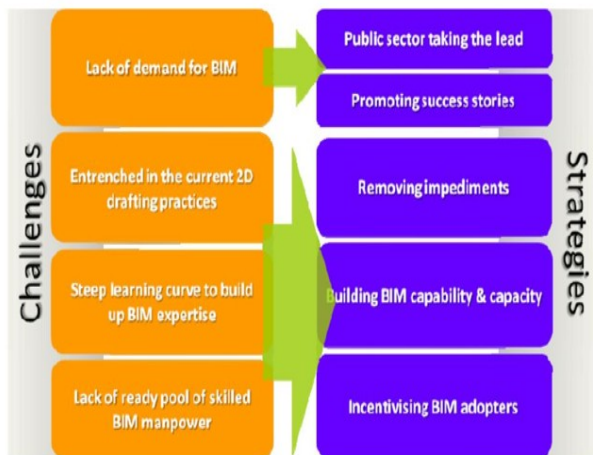 Challenges
Lack of demand for BIM
Entrenched in the current 2D
drafting practices
Steep learning curve to build
up BIM expertise
Lack of ready pool of skilled
BIM manpower
Public sector taking the lead
Promoting success stories
Removing impediments
Building BIM capability & capacity
Incentivising BIM adopters
Strategies